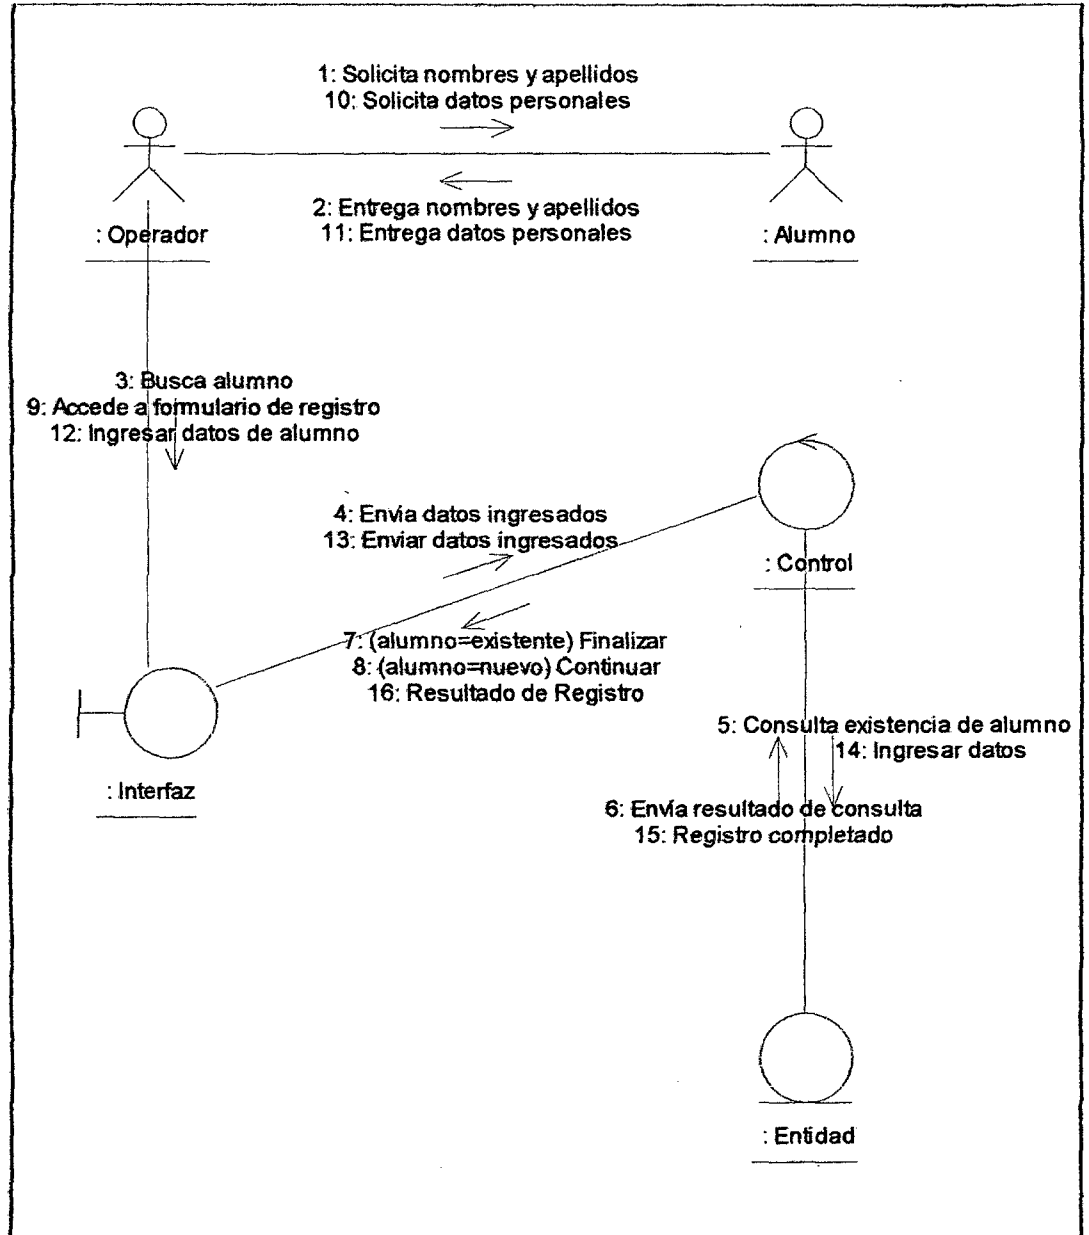 1: Solicita nombres y apellidos
10: Solicita datos personales
2: Entrega nombres y apellidos
11: Entrega datos personales
: Operador
: Alumno
3: Busca alumno
9: Accede a formulario de registro
12: Ingresar datos de alumno
4: Envia datos ingresados
13: Enviar datos ingresados
: Control
7: (alumno=existente) Finalizar
8: (alumno=nuevo) Continuar
16: Resultado de Registro
5: Consulta existencia de alumno
14: Ingresar datos
: Interfaz
6: Envía resultado de consulta
15: Registro completado
: Entidad